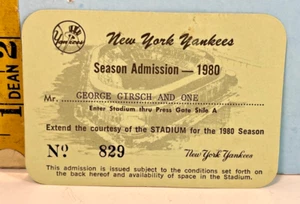 DEAN 2
1
Yankees
New York Yankees
Season Admission — 1980
Mr. GEORGE GIRSCH AND ONE
Enter Stadium thru Press Gate Stile A
Extend the courtesy of the STADIUM for the 1980 Season
No. 829
New York Yankees
This admission is issued subject to the conditions set forth on
the back hereof and availability of space in the Stadium.